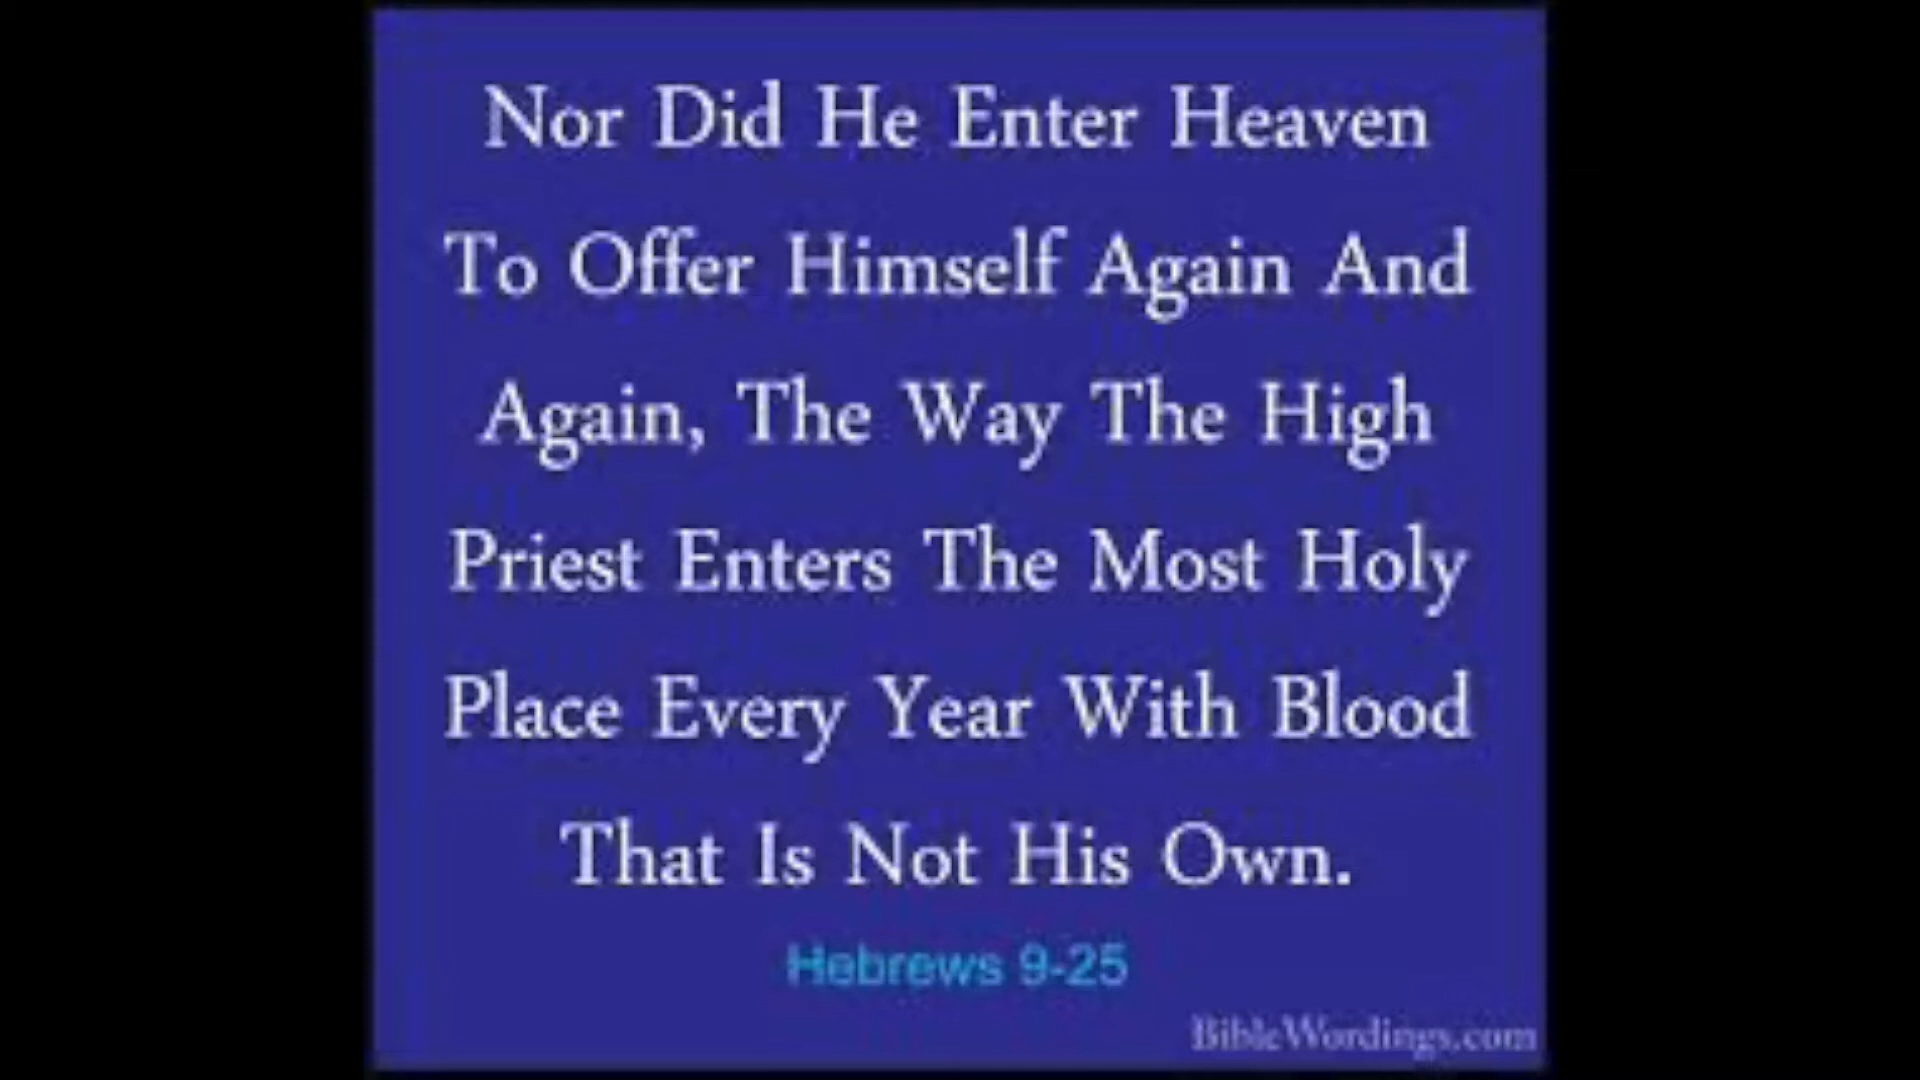 Nor Did He Enter Heaven
To Offer Himself Again And
Again, The Way The High
Priest Enters The Most Holy
Place Every Year With Blood
That Is Not His Own.
Hebrews 9-25
BibleWordings.com